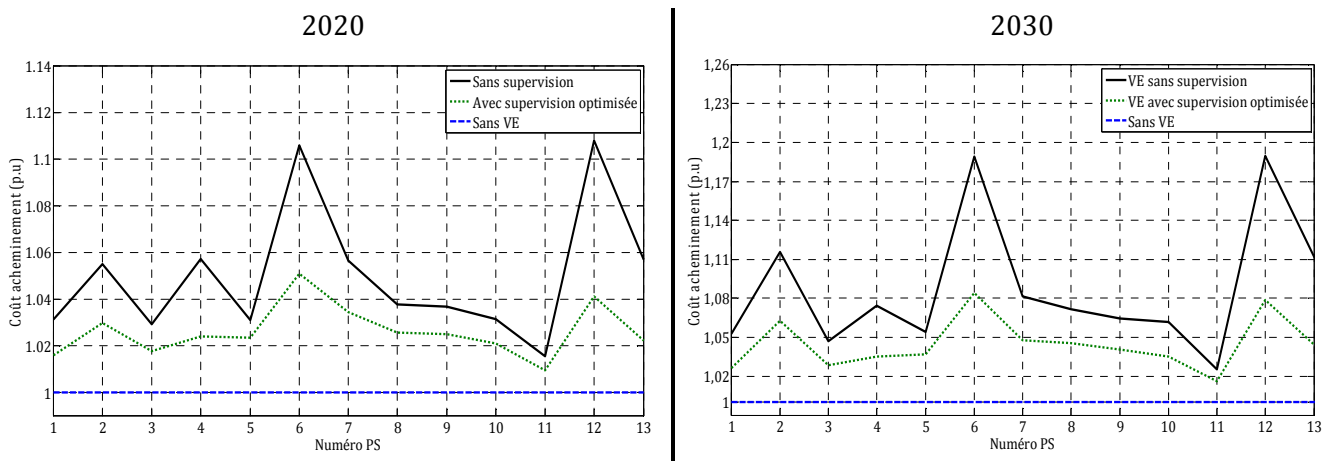 2020
Coût acheminement (p.u)
1.14
1.12
1.1
1.08
1.06
1.04
1.02
1
Sans supervision
Avec supervision optimisée
Sans VE
1 2 3 4 5 6 7 8 9 10 11 12 13
Numéro PS
2030
Coût acheminement (p.u)
1,26
1,23
1,2
1,17
1,14
1,11
1,08
1,05
1,02
1
VE sans supervision
VE avec supervision optimisée
Sans VE
1 2 3 4 5 6 7 8 9 10 11 12 13
Numéro PS